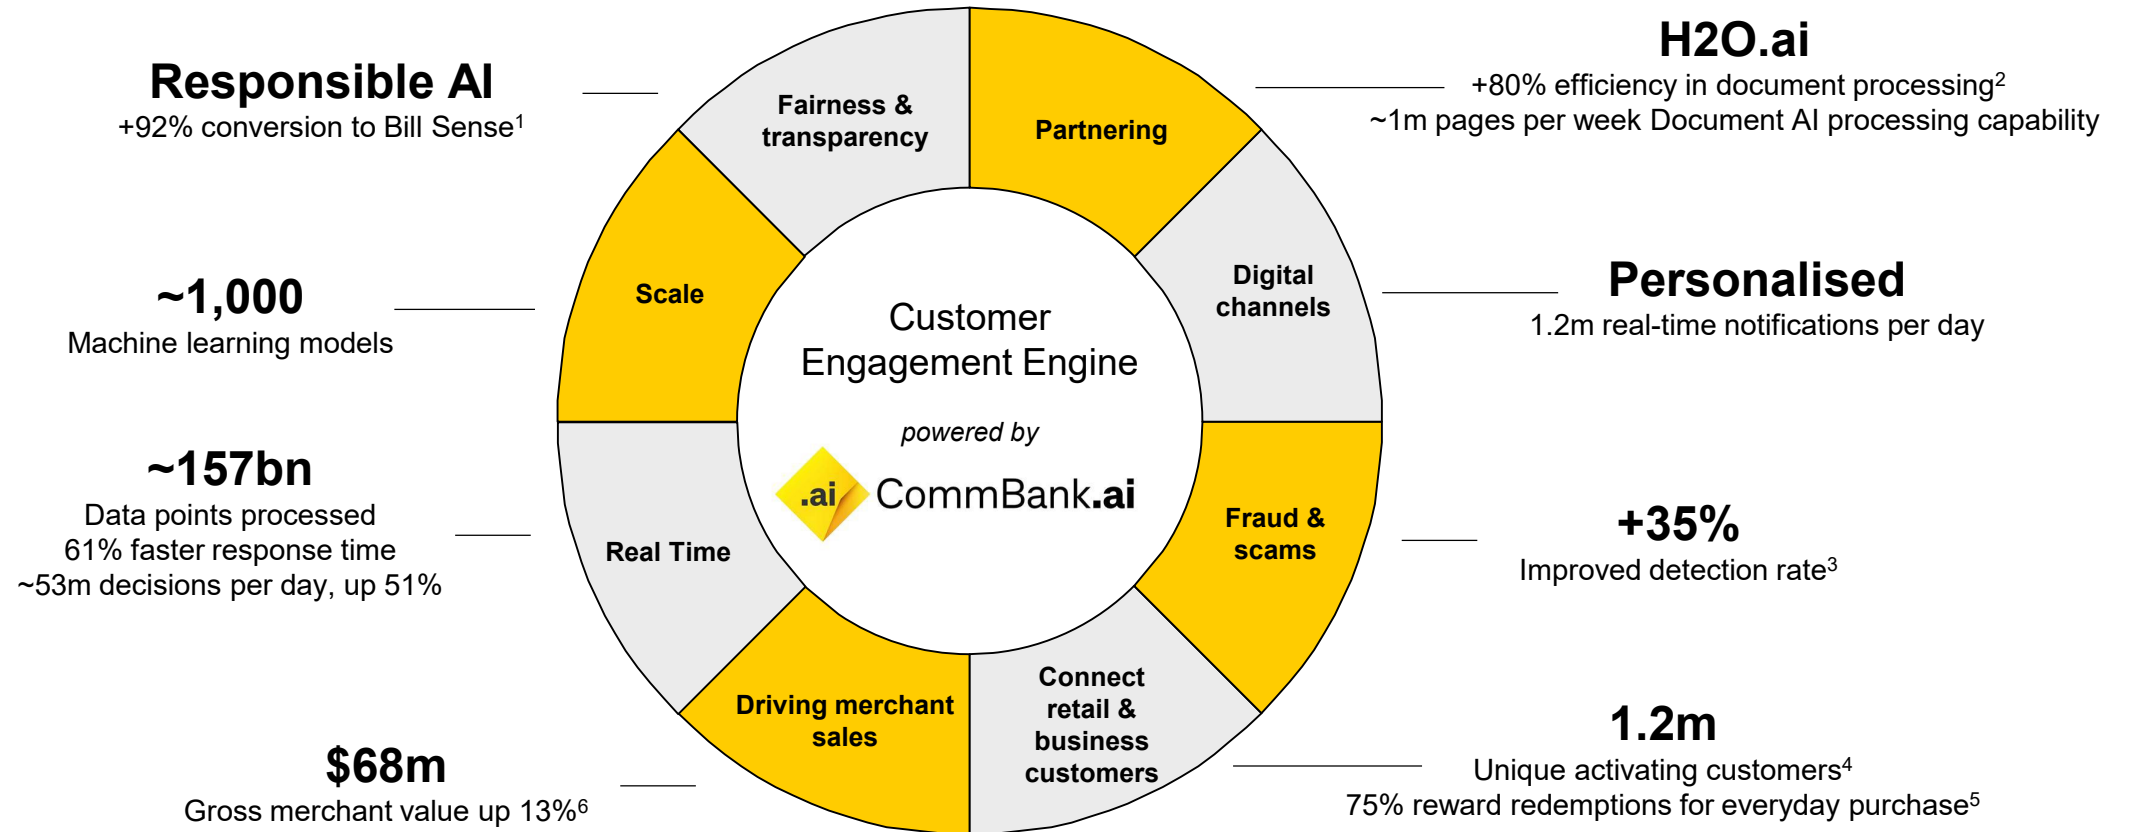 Responsible AI
+92% conversion to Bill Sense¹
~1,000
Machine learning models
~157bn
Data points processed
61% faster response time
~53m decisions per day, up 51%
$68m
Gross merchant value up 13%⁶
Fairness &
transparency
Partnering
Scale
Digital
channels
Real Time
Fraud &
scams
Driving merchant
sales
Connect
retail &
business
customers
Customer
Engagement Engine
powered by
.ai CommBank.ai
H2O.ai
+80% efficiency in document processing²
~1m pages per week Document AI processing capability
Personalised
1.2m real-time notifications per day
+35%
Improved detection rate³
1.2m
Unique activating customers⁴
75% reward redemptions for everyday purchase⁵